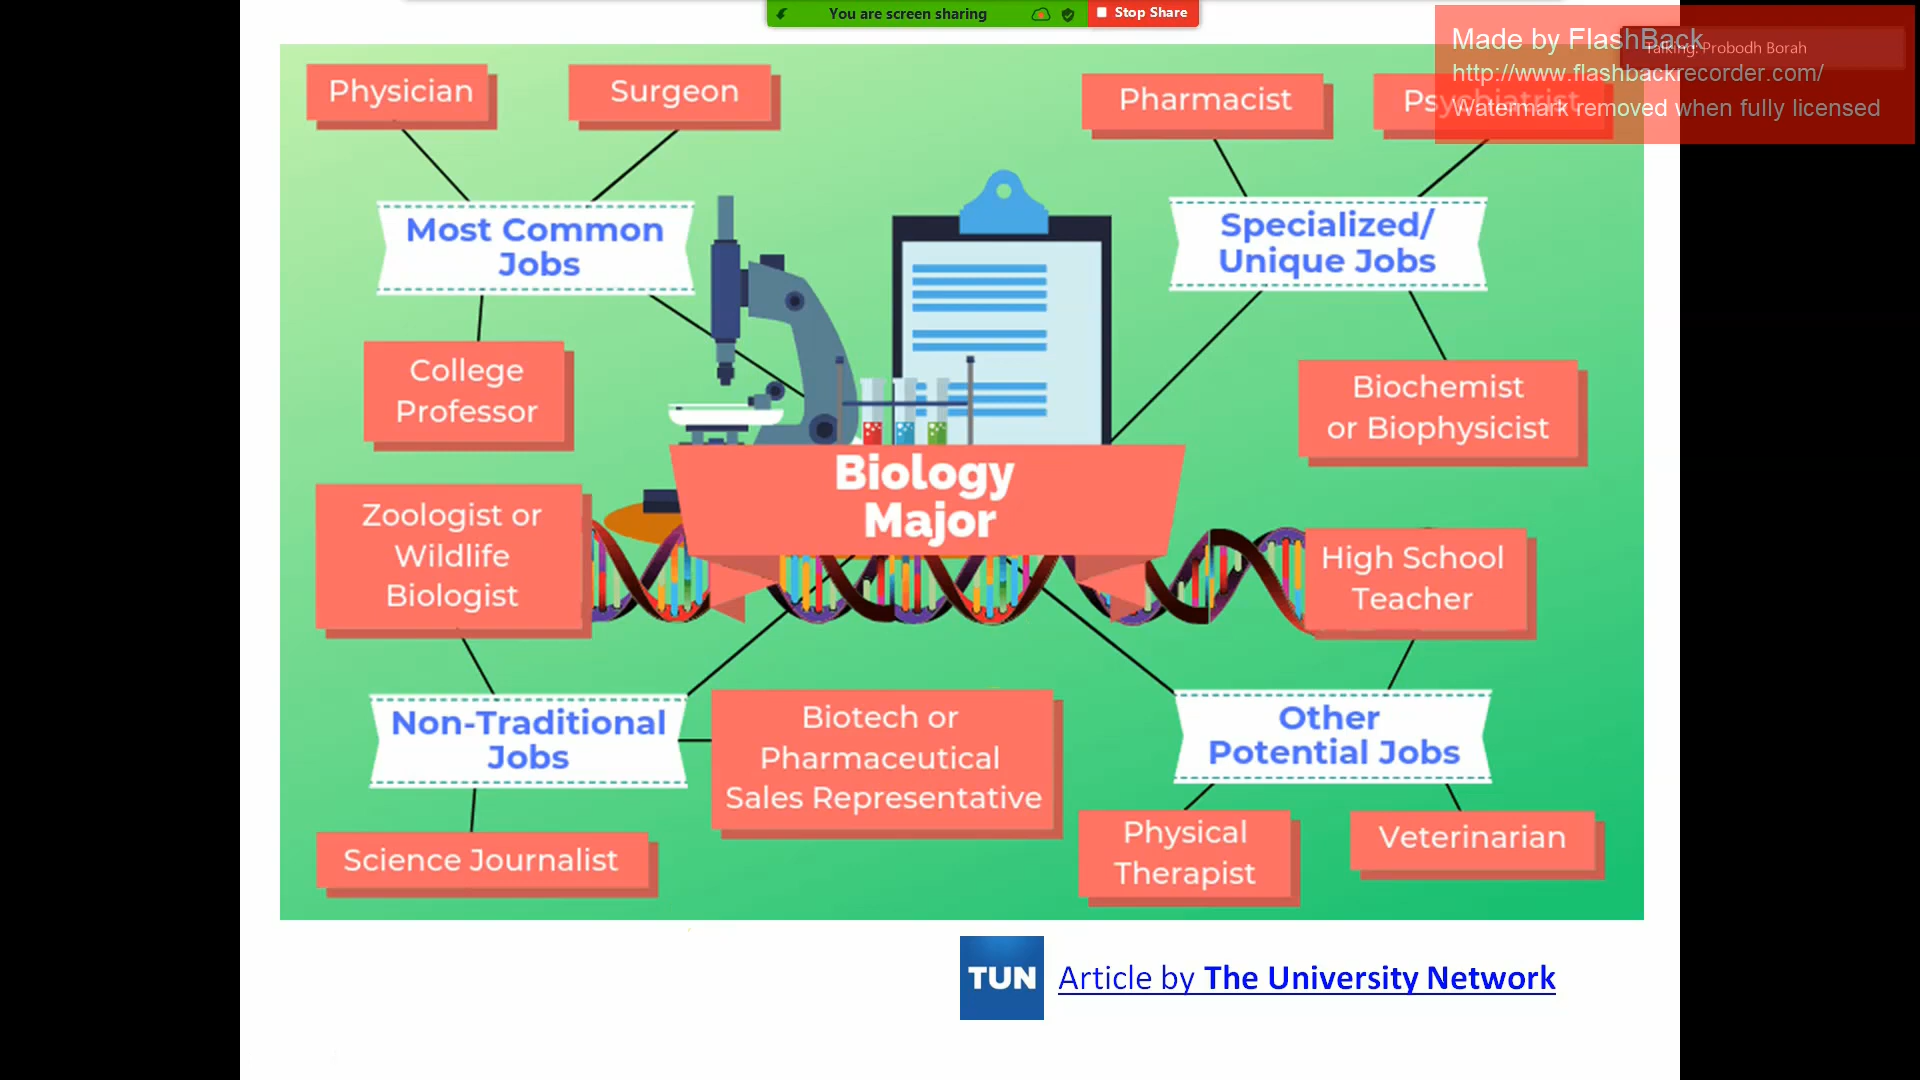 You are screen sharing
Stop Share
Made by FlashBack
Talking: Probodh Borah
http://www.flashbackrecorder.com/
Watermark removed when fully licensed
Physician
Surgeon
Pharmacist
Psychiatrist
Most Common
Jobs
Specialized/
Unique Jobs
College
Professor
Biochemist
or Biophysicist
Biology
Major
Zoologist or
Wildlife
Biologist
High School
Teacher
Non-Traditional
Jobs
Biotech or
Pharmaceutical
Sales Representative
Other
Potential Jobs
Science Journalist
Physical
Therapist
Veterinarian
TUN
Article by The University Network